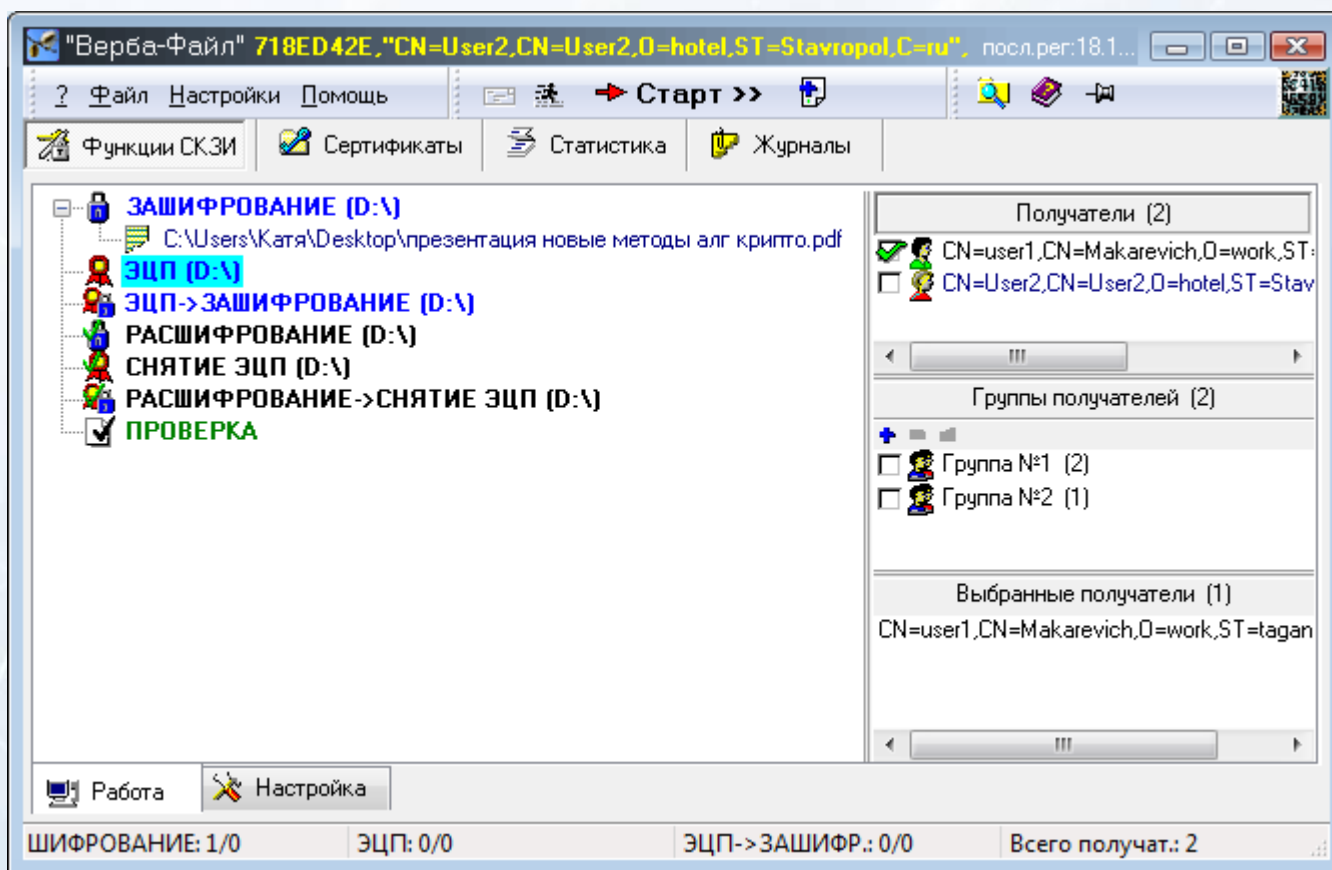 "Верба-Файл" 718ED42E,"CN=User2,CN=User2,O=hotel,ST=Stavropol,C=ru", посл.рег:18.1...
? Файл Настройки Помощь Старт >>
Функции СКЗИ Сертификаты Статистика Журналы
ЗАШИФРОВАНИЕ (D:\)
C:\Users\Катя\Desktop\презентация новые методы алг крипто.pdf
ЭЦП (D:\)
ЭЦП->ЗАШИФРОВАНИЕ (D:\)
РАСШИФРОВАНИЕ (D:\)
СНЯТИЕ ЭЦП (D:\)
РАСШИФРОВАНИЕ->СНЯТИЕ ЭЦП (D:\)
ПРОВЕРКА
Получатели (2)
CN=user1,CN=Makarevich,O=work,ST=
CN=User2,CN=User2,O=hotel,ST=Stav
Группы получателей (2)
Группа №1 (2)
Группа №2 (1)
Выбранные получатели (1)
CN=user1,CN=Makarevich,O=work,ST=tagan
Работа Настройка
ШИФРОВАНИЕ: 1/0 ЭЦП: 0/0 ЭЦП->ЗАШИФР.: 0/0 Всего получат.: 2